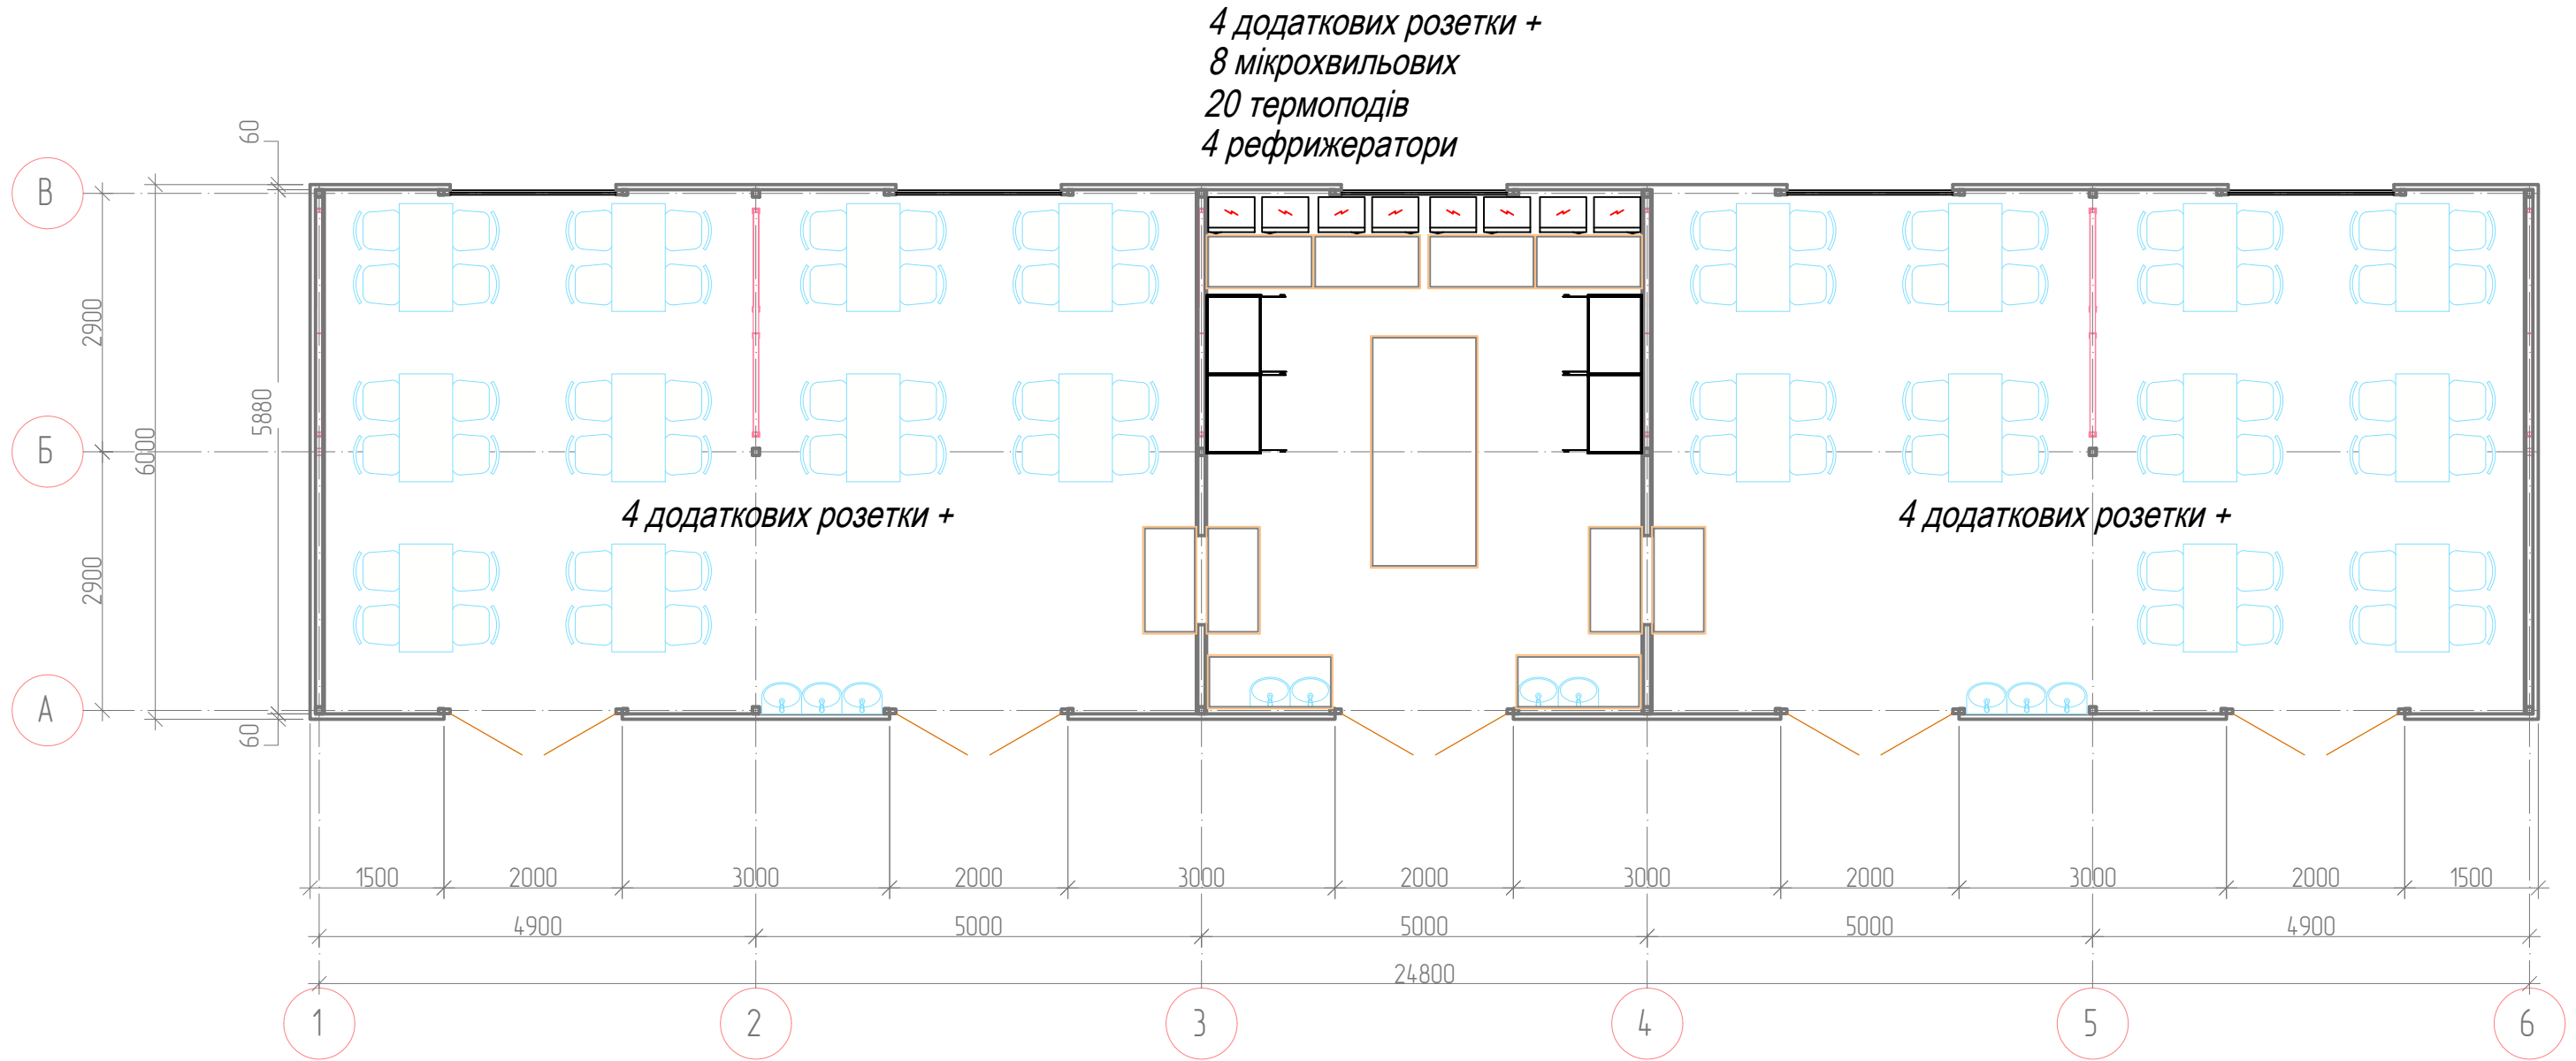 4 додаткових розетки +
8 мікрохвильових
20 термоподів
4 рефрижератори
60
В
2900
5880
6000
Б
4 додаткових розетки +
4 додаткових розетки +
2900
А
60
1500 2000 3000 2000 3000 2000 3000 2000 3000 2000 1500
4900 5000 5000 5000 4900
24800
1 2 3 4 5 6